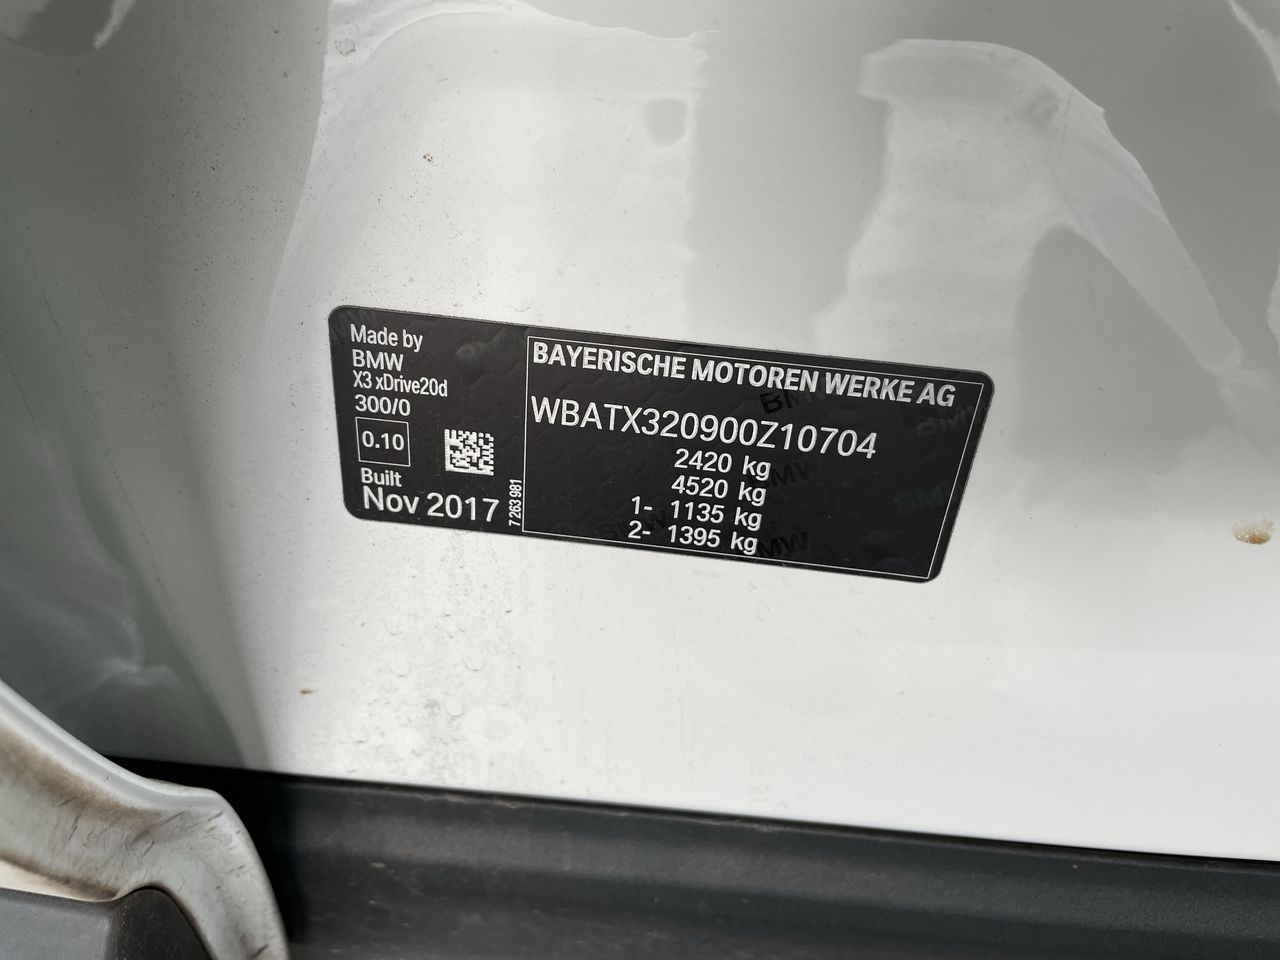 Made by
BMW
X3 xDrive20d
300/0
0.10
Built
Nov 2017
7 263 981
BAYERISCHE MOTOREN WERKE AG
WBATX320900Z10704
2420 kg
4520 kg
1- 1135 kg
2- 1395 kg